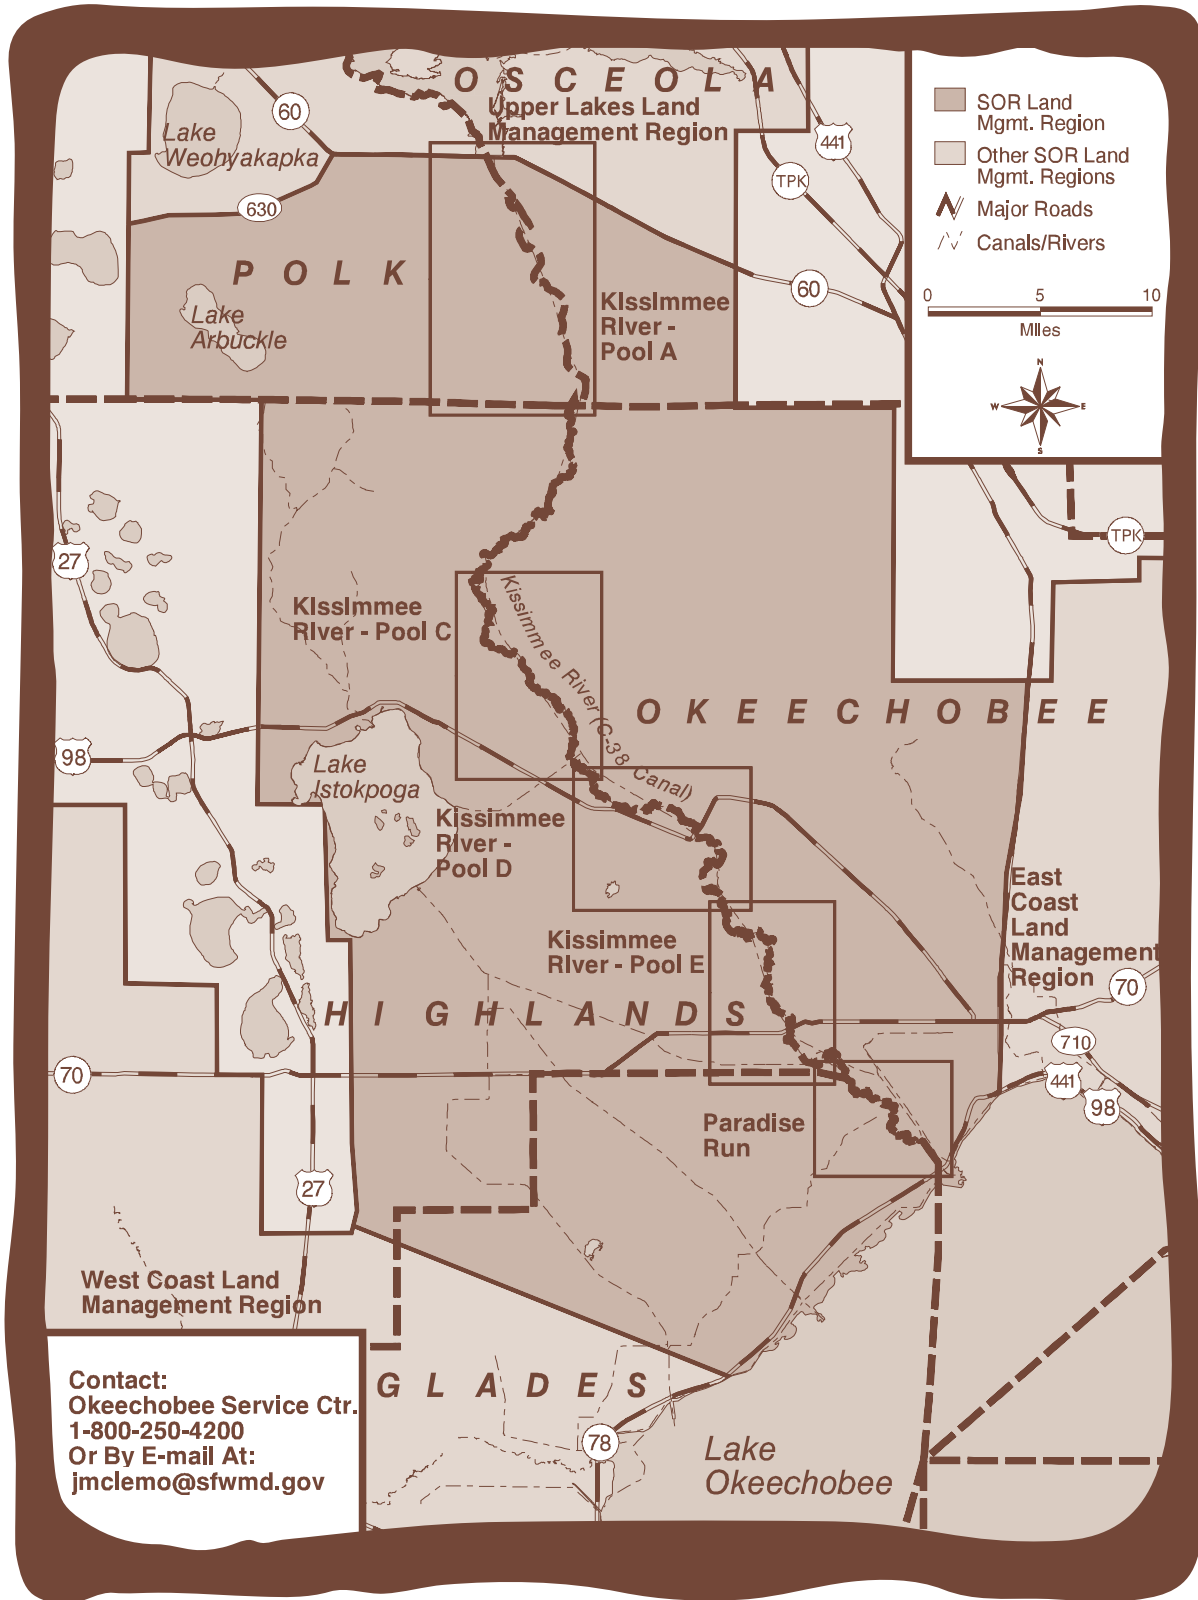 O S C E O L A
Upper Lakes Land
Management Region
60
Lake
Weohyakapka
441
TPK
630
SOR Land
Mgmt. Region
Other SOR Land
Mgmt. Regions
Major Roads
Canals/Rivers
0 5 10
Miles
N
W E
S
P O L K
60
Lake
Arbuckle
Kissimmee
River -
Pool A
TPK
27
Kissimmee
River - Pool C
Kissimmee River (C-38 Canal)
O K E E C H O B E E
98
Lake
Istokpoga
Kissimmee
River -
Pool D
East
Coast
Land
Management
Region
Kissimmee
River - Pool E
70
H I G H L A N D S
710
70
441
98
Paradise
Run
27
West Coast Land
Management Region
G L A D E S
78
Lake
Okeechobee
Contact:
Okeechobee Service Ctr.
1-800-250-4200
Or By E-mail At:
jmclemo@sfwmd.gov